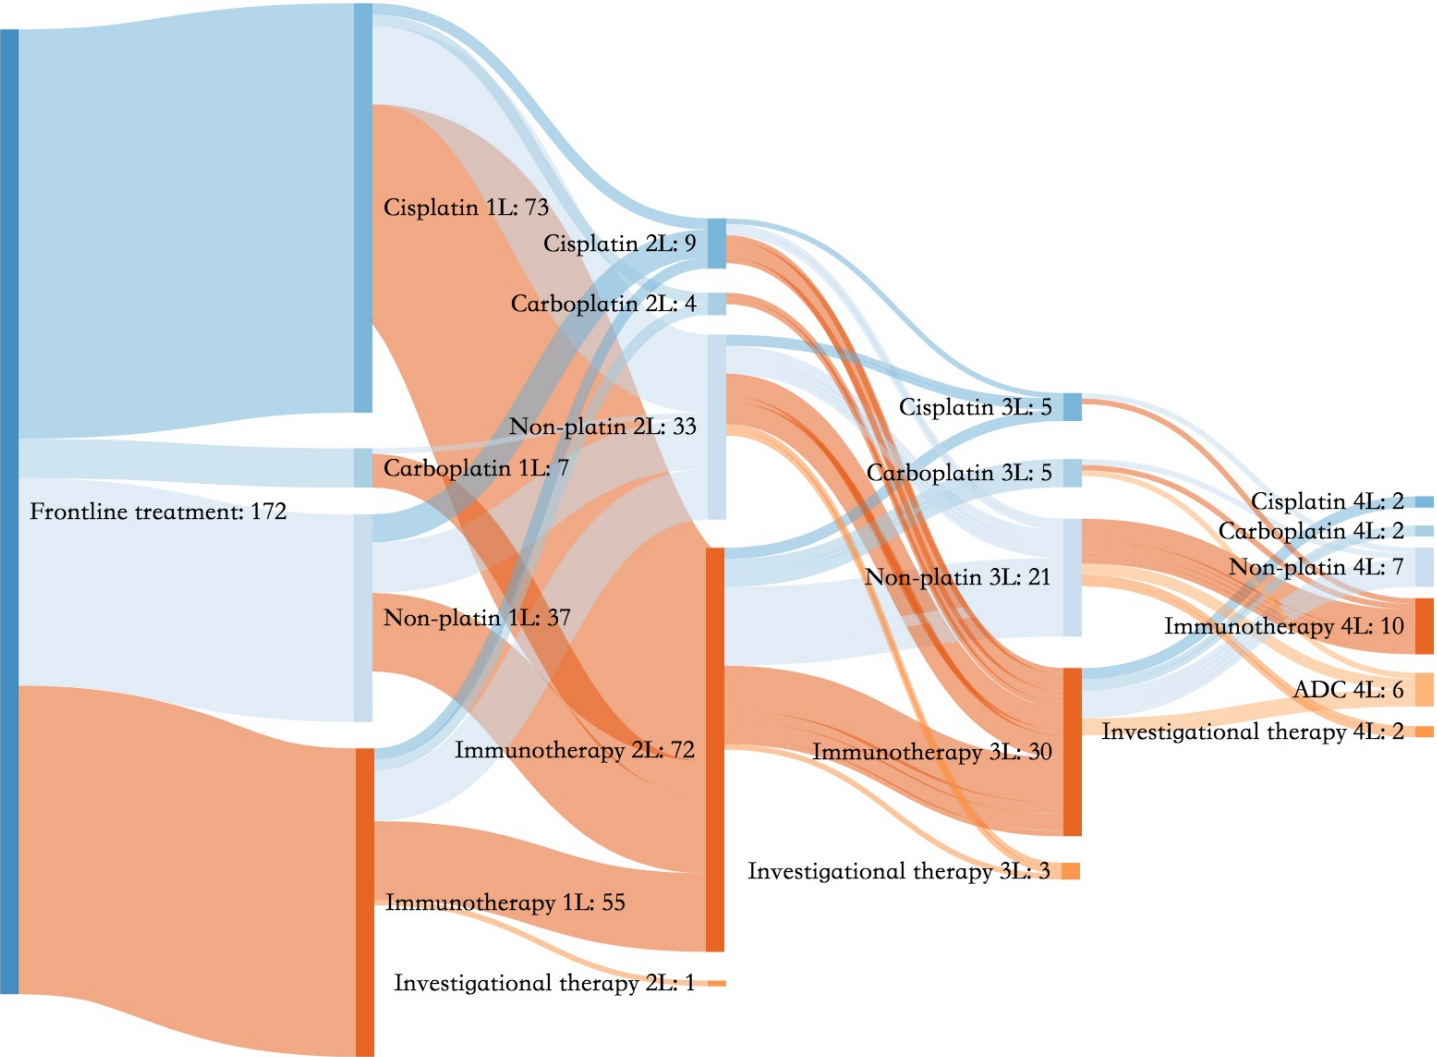 Frontline treatment: 172
Cisplatin 1L: 73
Carboplatin 1L: 7
Non-platin 1L: 37
Immunotherapy 1L: 55
Cisplatin 2L: 9
Carboplatin 2L: 4
Non-platin 2L: 33
Immunotherapy 2L: 72
Investigational therapy 2L: 1
Cisplatin 3L: 5
Carboplatin 3L: 5
Non-platin 3L: 21
Immunotherapy 3L: 30
Investigational therapy 3L: 3
Cisplatin 4L: 2
Carboplatin 4L: 2
Non-platin 4L: 7
Immunotherapy 4L: 10
ADC 4L: 6
Investigational therapy 4L: 2